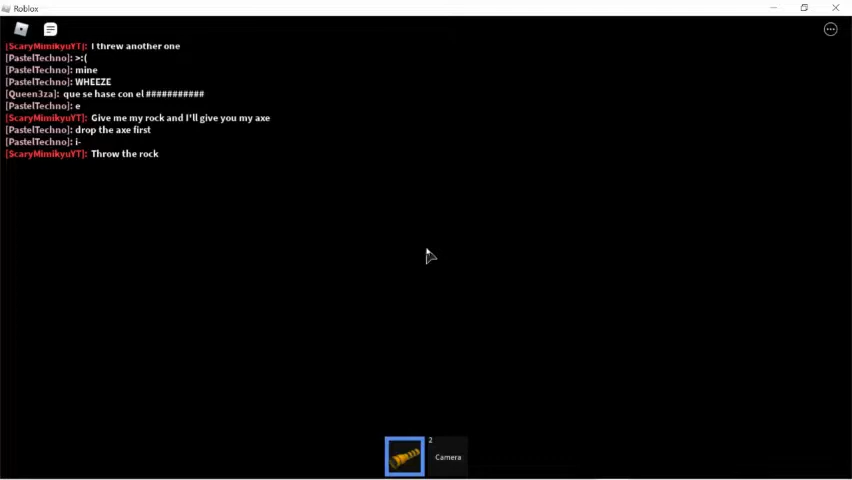 Roblox
[ScaryMimikyuYT]: I threw another one
[PastelTechno]: >:(
[PastelTechno]: mine
[PastelTechno]: WHEEZE
[Queen3za]: que se hase con el ###########
[PastelTechno]: e
[ScaryMimikyuYT]: Give me my rock and I'll give you my axe
[PastelTechno]: drop the axe first
[PastelTechno]: i-
[ScaryMimikyuYT]: Throw the rock
2
Camera